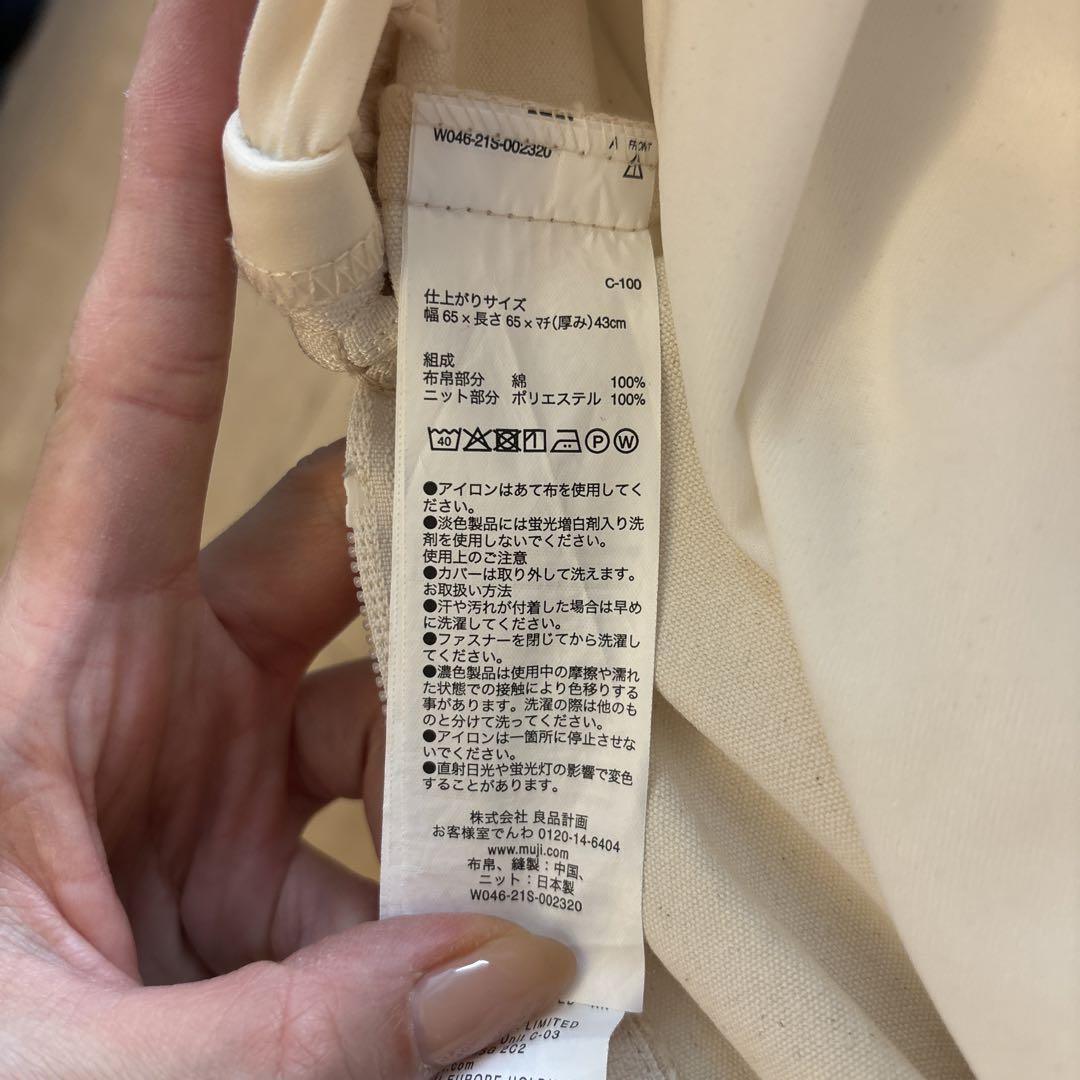 W046-21S-002320
FRONT
C-100
仕上がりサイズ
幅 65 × 長さ 65 × マチ(厚み) 43cm
組成
布帛部分 綿 100%
ニット部分 ポリエステル 100%
40
P W
●アイロンはあて布を使用してく
ださい。
●淡色製品には蛍光増白剤入り洗
剤を使用しないでください。
使用上のご注意
●カバーは取り外して洗えます。
お取扱い方法
●汗や汚れが付着した場合は早め
に洗濯してください。
●ファスナーを閉じてから洗濯し
てください。
●濃色製品は使用中の摩擦や濡れ
た状態での接触により色移りする
事があります。洗濯の際は他のも
のと分けて洗ってください。
●アイロンは一箇所に停止させな
いでください。
●直射日光や蛍光灯の影響で変色
することがあります。
株式会社 良品計画
お客様室でんわ 0120-14-6404
www.muji.com
布帛、縫製:中国、
ニット:日本製
W046-21S-002320
LIMITED
Unit C-03
2C2
.com
EUROPE